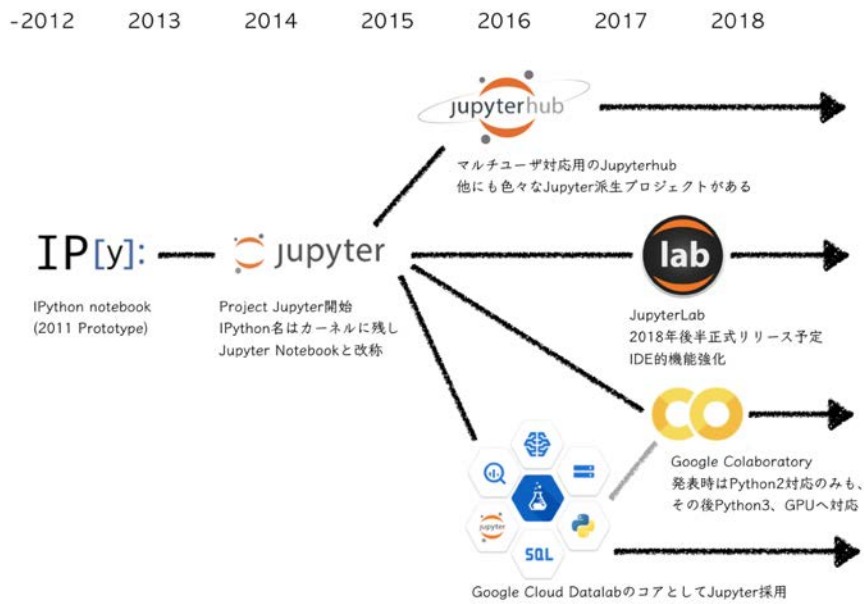 -2012 2013 2014 2015 2016 2017 2018
jupyterhub
マルチユーザ対応用のJupyterhub
他にも色々なJupyter派生プロジェクトがある
IP[y]:
jupyter
lab
IPython notebook
(2011 Prototype)
Project Jupyter開始
IPython名はカーネルに残し
Jupyter Notebookと改称
JupyterLab
2018年後半正式リリース予定
IDE的機能強化
CO
Google Colaboratory
発表時はPython2対応のみも、
その後Python3、GPUへ対応
jupyter
SQL
Google Cloud DatalabのコアとしてJupyter採用